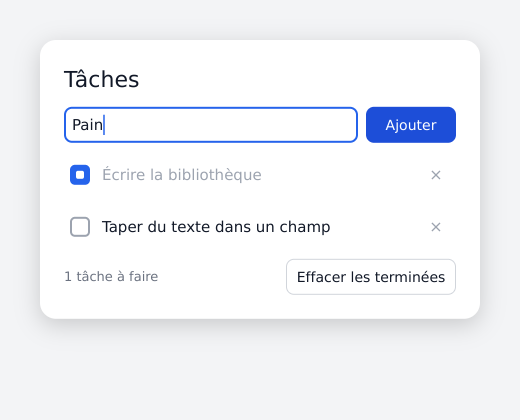 Tâches
Pain
Ajouter
Écrire la bibliothèque ×
Taper du texte dans un champ ×
1 tâche à faire
Effacer les terminées